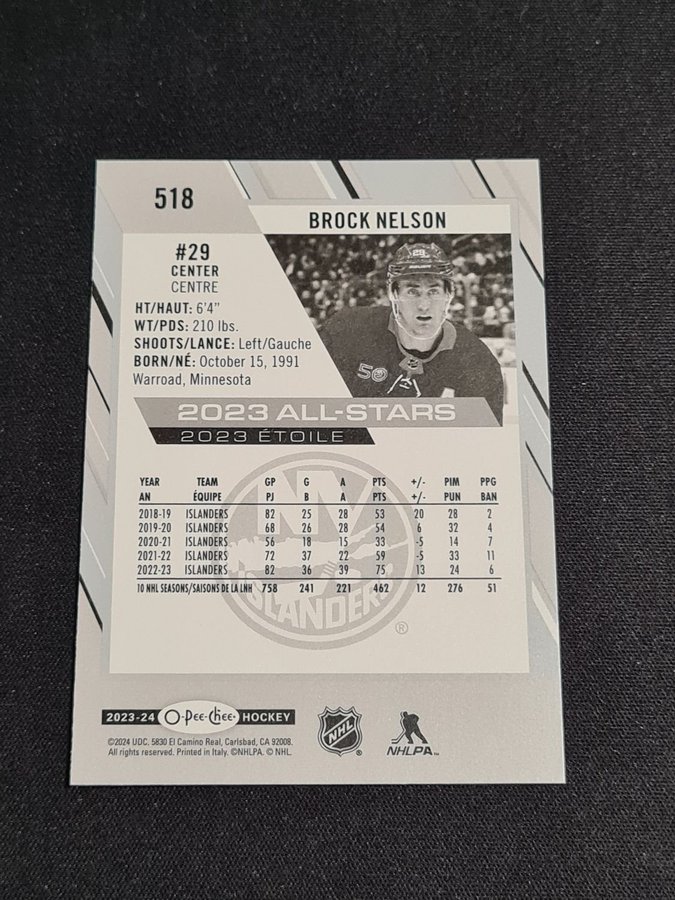 518
BROCK NELSON
#29
CENTER
CENTRE
HT/HAUT: 6'4"
WT/PDS: 210 lbs.
SHOOTS/LANCE: Left/Gauche
BORN/NÉ: October 15, 1991
Warroad, Minnesota
2023 ALL-STARS
2023 ÉTOILE
YEAR TEAM GP G A PTS +/- PIM PPG
AN ÉQUIPE PJ B A PTS +/- PUN BAN
2018-19 ISLANDERS 82 25 28 53 20 28 2
2019-20 ISLANDERS 68 26 28 54 6 32 4
2020-21 ISLANDERS 56 18 15 33 -5 14 7
2021-22 ISLANDERS 72 37 22 59 -5 33 11
2022-23 ISLANDERS 82 36 39 75 13 24 6
10 NHL SEASONS/SAISONS DE LA LNH 758 241 221 462 12 276 51
NY
ISLANDERS
®
2023-24 O-Pee-Chee® HOCKEY
NHL ®
NHLPA™
©2024 UDC. 5830 El Camino Real, Carlsbad, CA 92008.
All rights reserved. Printed in Italy. ©NHLPA. © NHL.